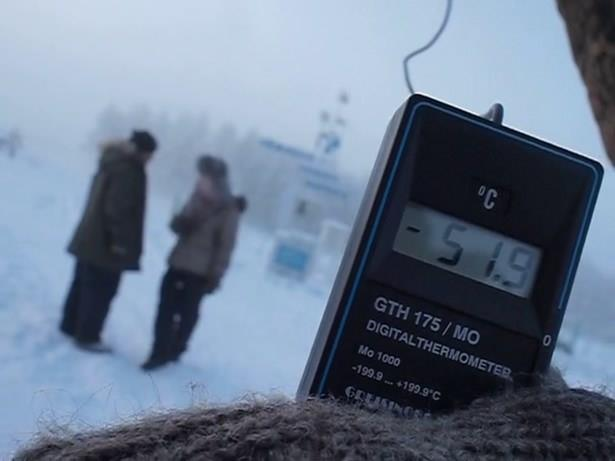 °C
-51.9
GTH 175 / MO
DIGITALTHERMOMETER
Mo 1000
-199.9 ... +199.9°C
0